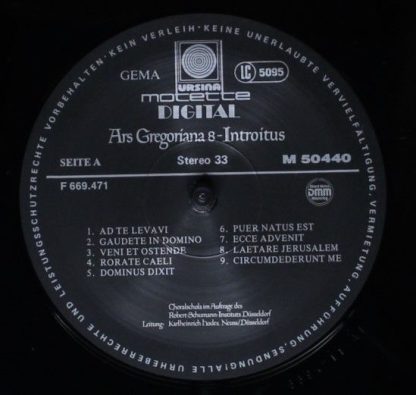 ALLE URHEBERRECHTE UND LEISTUNGSSCHUTZRECHTE VORBEHALTEN·KEIN VERLEIH·KEINE UNERLAUBTE VERVIELFÄLTIGUNG, VERMIETUNG, AUFFÜHRUNG, SENDUNG!
GEMA
URSINA
LC 5095
motette
DIGITAL
Ars Gregoriana 8-Introitus
SEITE A
Stereo 33
M 50440
F 669.471
DMM
1. AD TE LEVAVI
2. GAUDETE IN DOMINO
3. VENI ET OSTENDE
4. RORATE CAELI
5. DOMINUS DIXIT
6. PUER NATUS EST
7. ECCE ADVENIT
8. LAETARE JERUSALEM
9. CIRCUMDEDERUNT ME
Choralschola im Auftrage des
Robert-Schumann-Instituts Düsseldorf
Leitung: Karlheinrich Hodes, Neuss/Düsseldorf